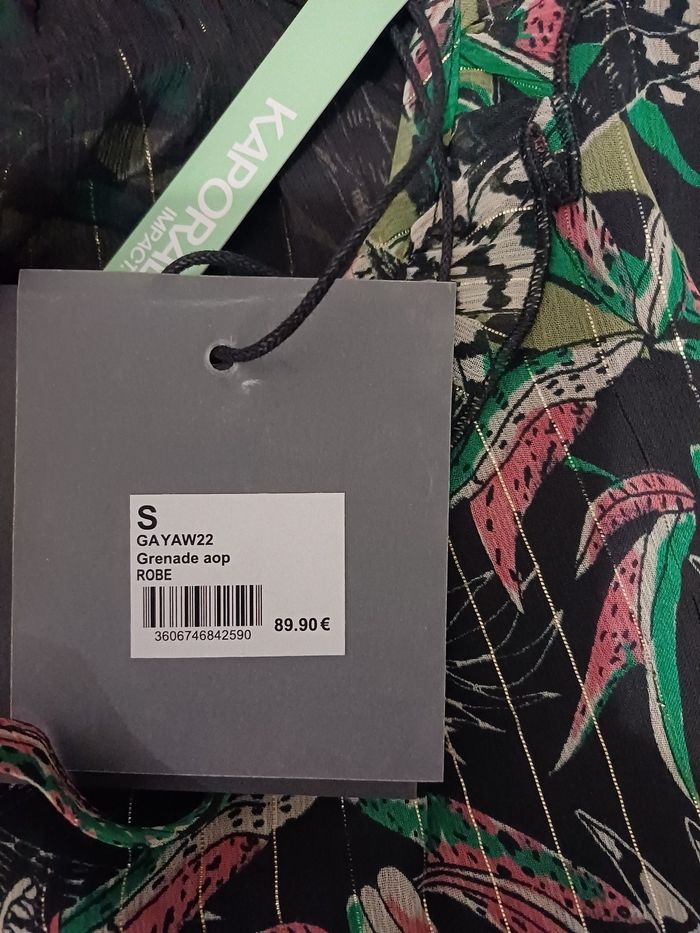 KAPORAL
IMPACT
S
GAYAW22
Grenade aop
ROBE
89.90 €
3606746842590